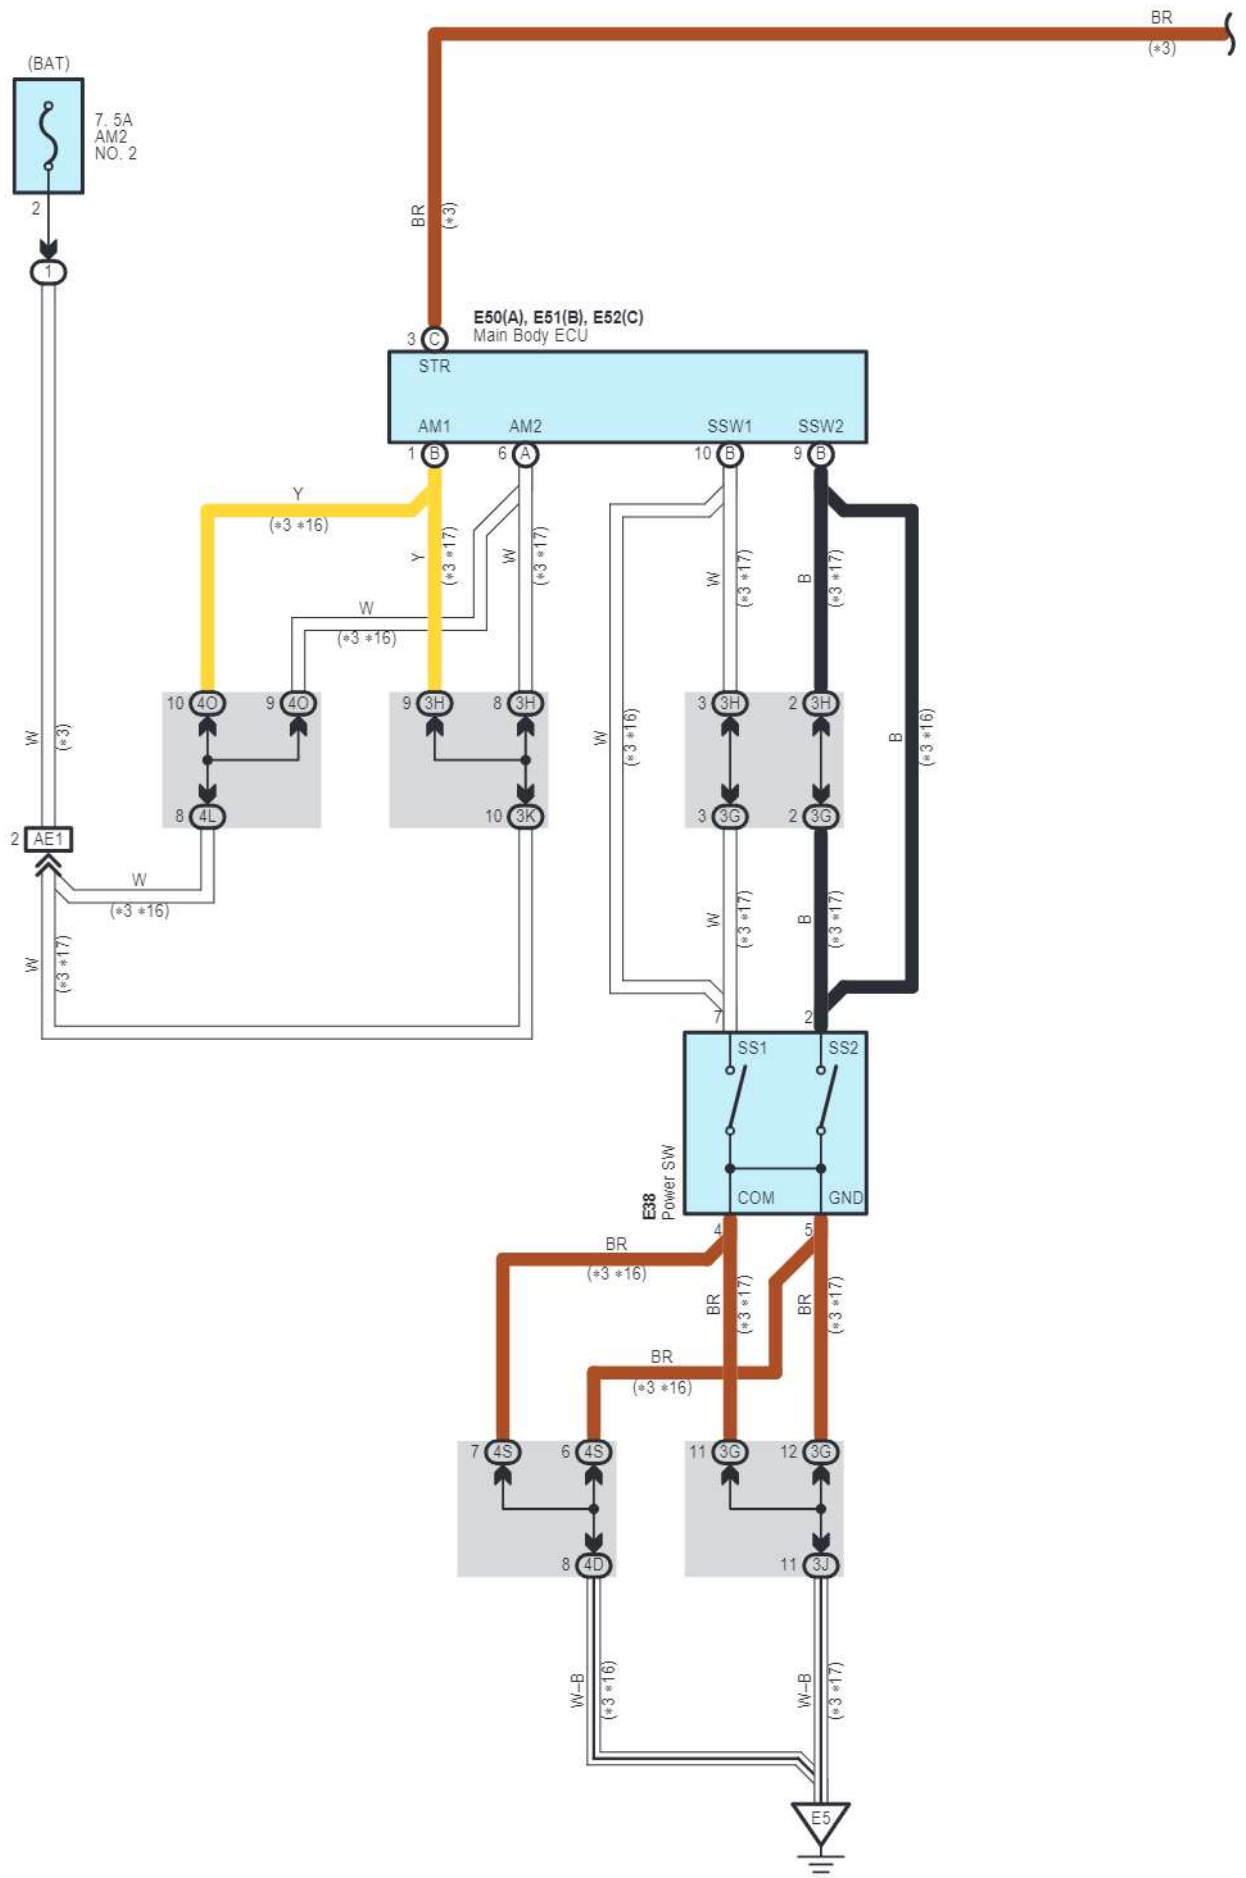 BR
(*3)
(BAT)
7. 5A
AM2
NO. 2
2
1
BR
(*3)
E50(A), E51(B), E52(C)
Main Body ECU
3 C
STR
AM1 AM2 SSW1 SSW2
1 B 6 A 10 B 9 B
Y
(*3 *16)
Y
(*3 *17)
W
(*3 *17)
W
(*3 *17)
B
(*3 *17)
W
(*3 *16)
10 4O 9 4O 9 3H 8 3H 3 3H 2 3H
W
(*3)
W
(*3 *16)
B
(*3 *16)
8 4L 10 3K 3 3G 2 3G
2 AE1
W
(*3 *16)
W
(*3 *17)
W
(*3 *17)
B
(*3 *17)
7 2
SS1 SS2
E38
Power SW
COM GND
4 5
BR
(*3 *16)
BR
(*3 *17)
BR
(*3 *17)
BR
(*3 *16)
7 4S 6 4S 11 3G 12 3G
8 4D 11 3J
W–B
(*3 *16)
W–B
(*3 *17)
E5